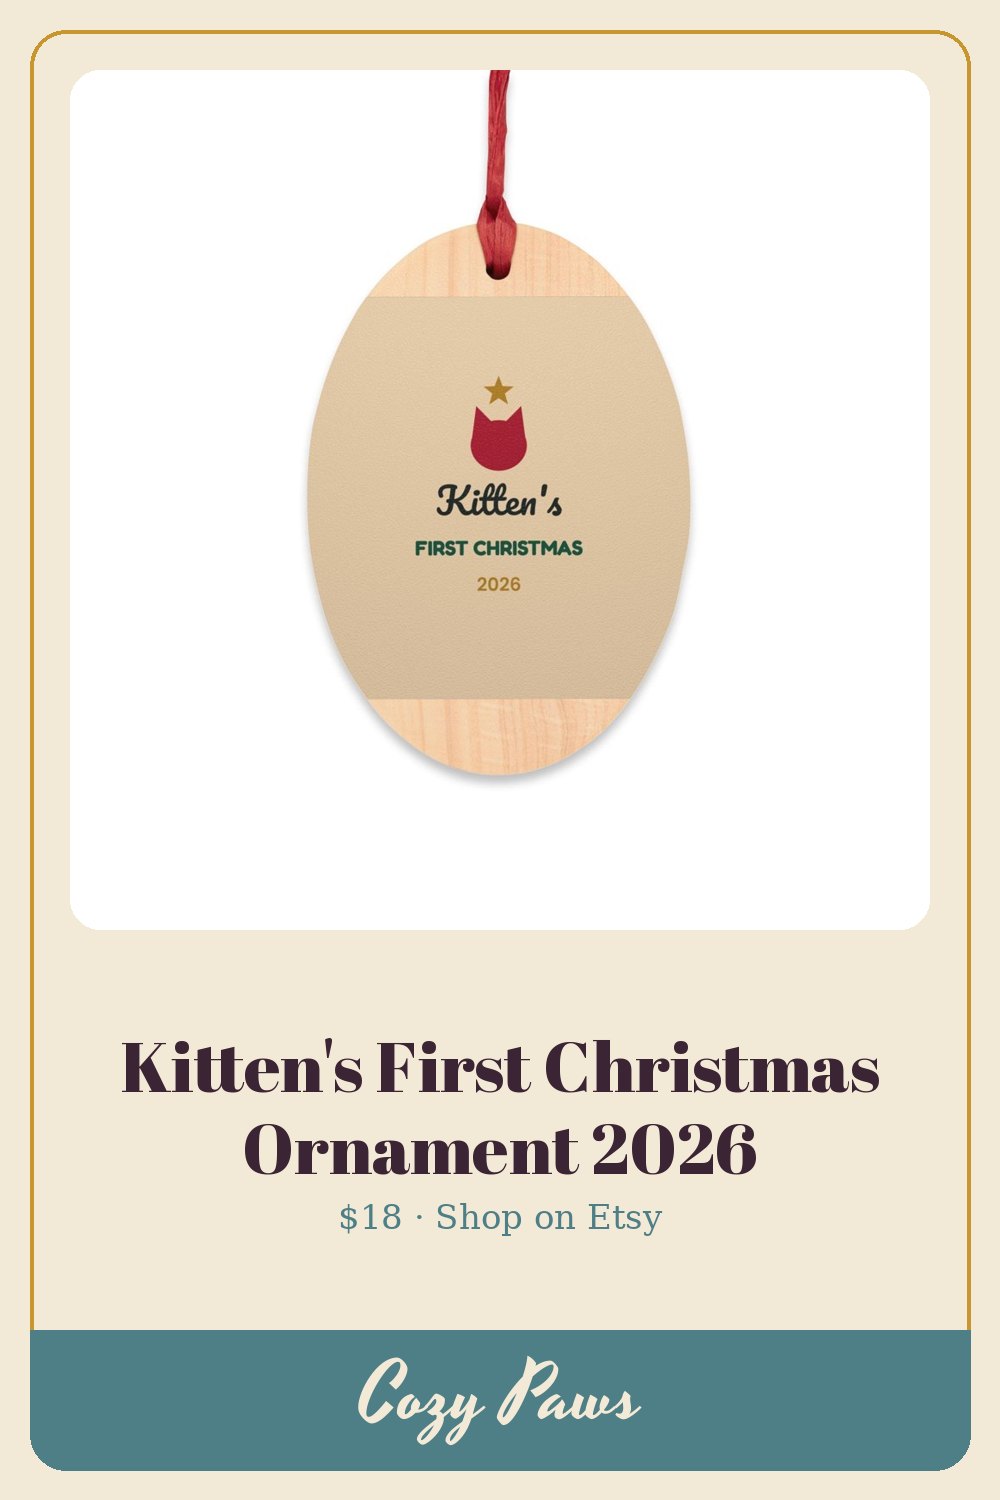 Kitten's
FIRST CHRISTMAS
2026
Kitten's First Christmas
Ornament 2026
$18 · Shop on Etsy
Cozy Paws